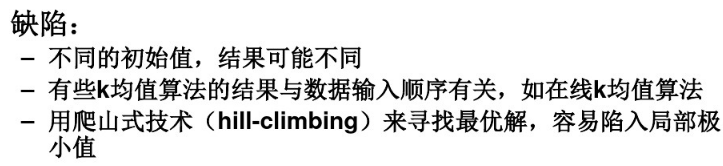 缺陷：
– 不同的初始值，结果可能不同
– 有些k均值算法的结果与数据输入顺序有关，如在线k均值算法
– 用爬山式技术（hill-climbing）来寻找最优解，容易陷入局部极
小值